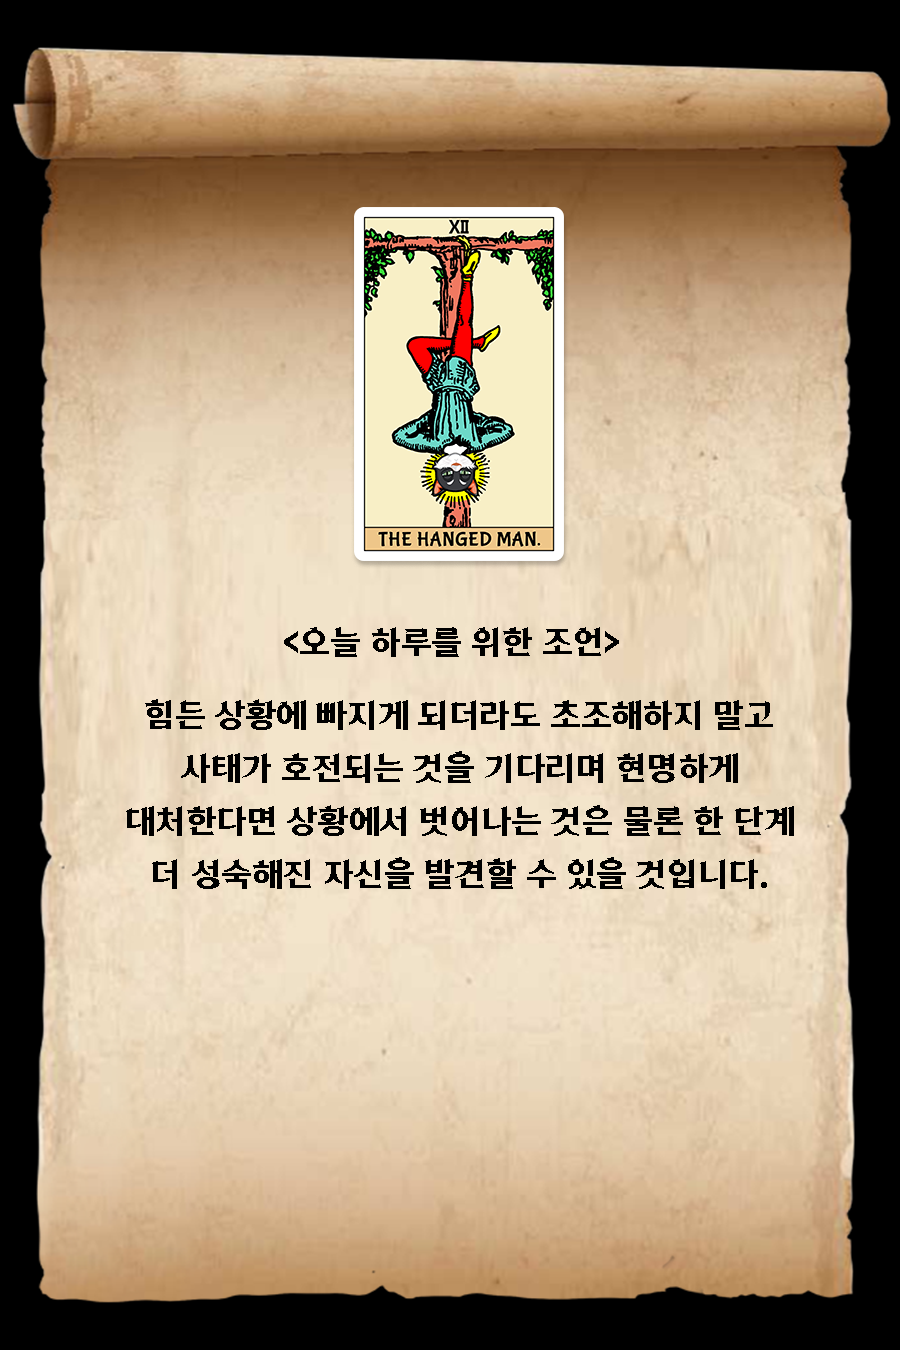 XII
THE HANGED MAN.
<오늘 하루를 위한 조언>
힘든 상황에 빠지게 되더라도 초조해하지 말고
사태가 호전되는 것을 기다리며 현명하게
대처한다면 상황에서 벗어나는 것은 물론 한 단계
더 성숙해진 자신을 발견할 수 있을 것입니다.